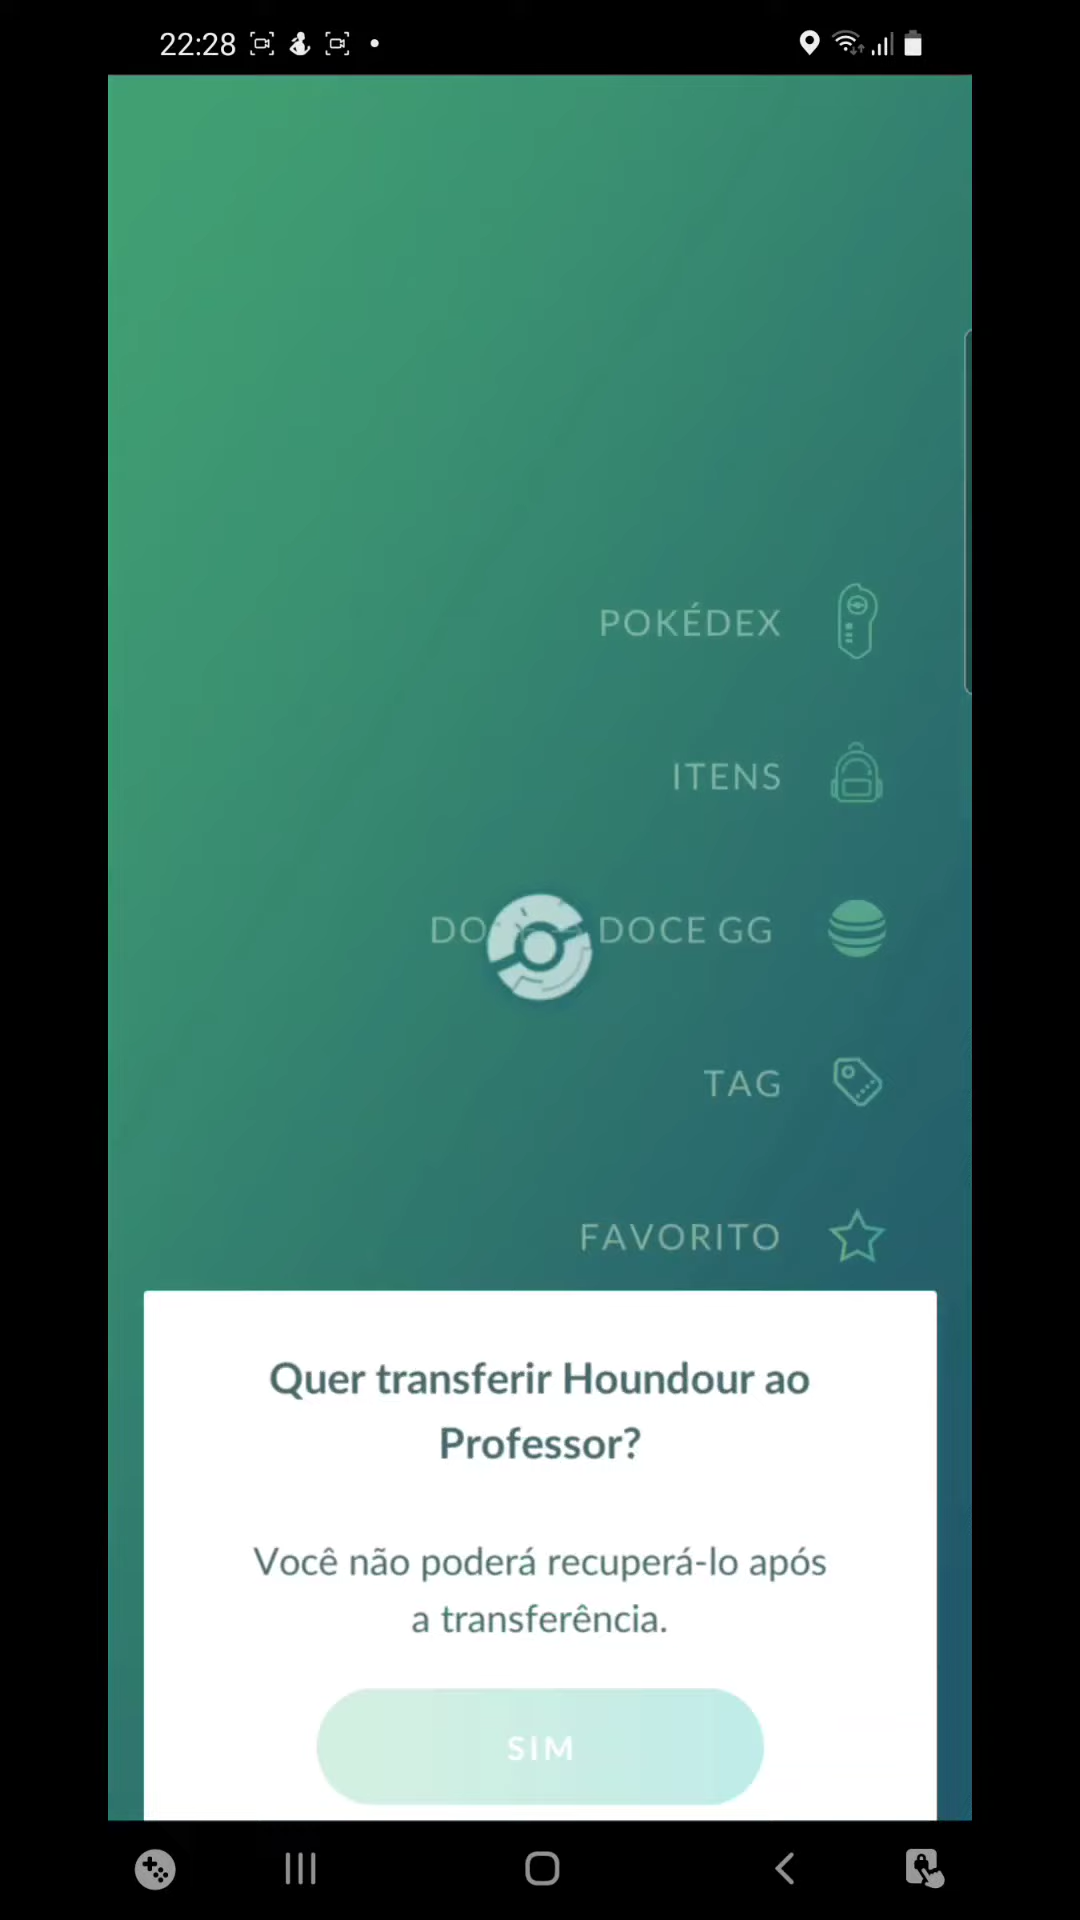 22:28
POKÉDEX
ITENS
DO DOCE GG
TAG
FAVORITO
Quer transferir Houndour ao
Professor?
Você não poderá recuperá-lo após
a transferência.
SIM